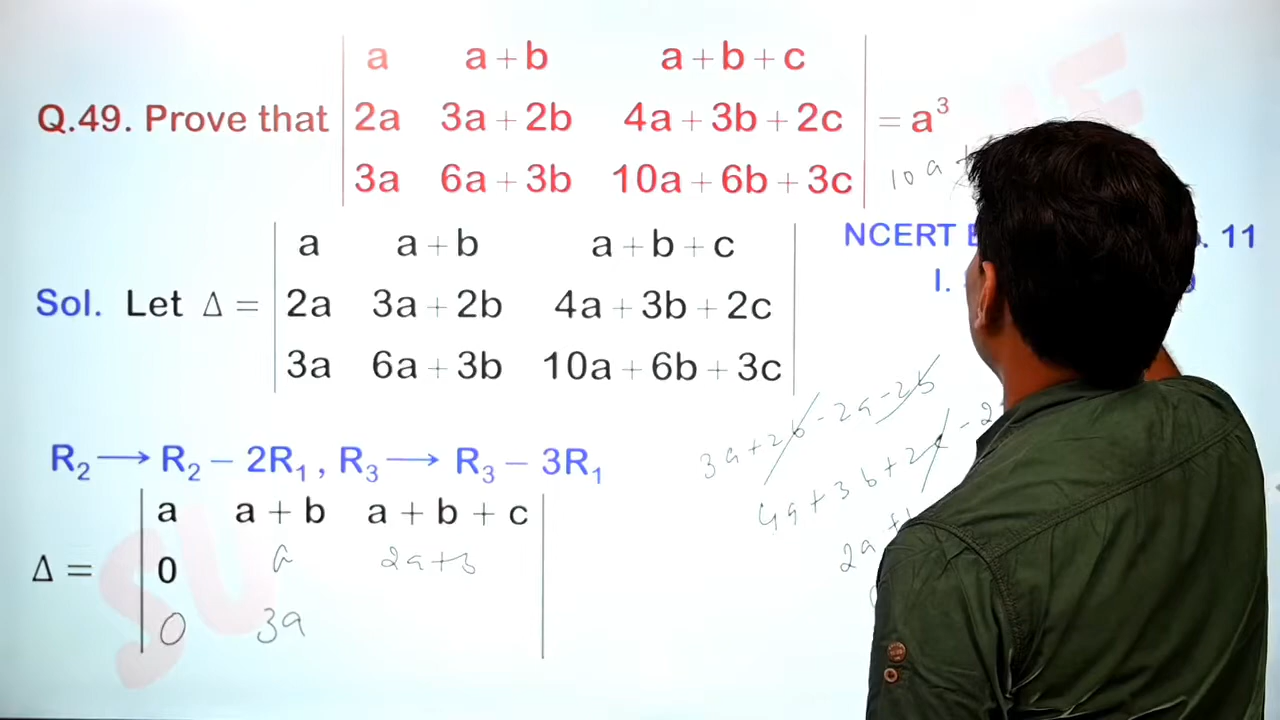 a a + b a + b + c
Q.49. Prove that 2a 3a + 2b 4a + 3b + 2c = a³
3a 6a + 3b 10a + 6b + 3c
10a +
a a + b a + b + c
NCERT 11
I.
Sol. Let Δ = 2a 3a + 2b 4a + 3b + 2c
3a 6a + 3b 10a + 6b + 3c
3a + 2b - 2a - 2b
R₂ → R₂ − 2R₁ , R₃ → R₃ − 3R₁
4a + 3b + 2c - 2
a a + b a + b + c
2a +
Δ = 0 a 2a + b
0 3a